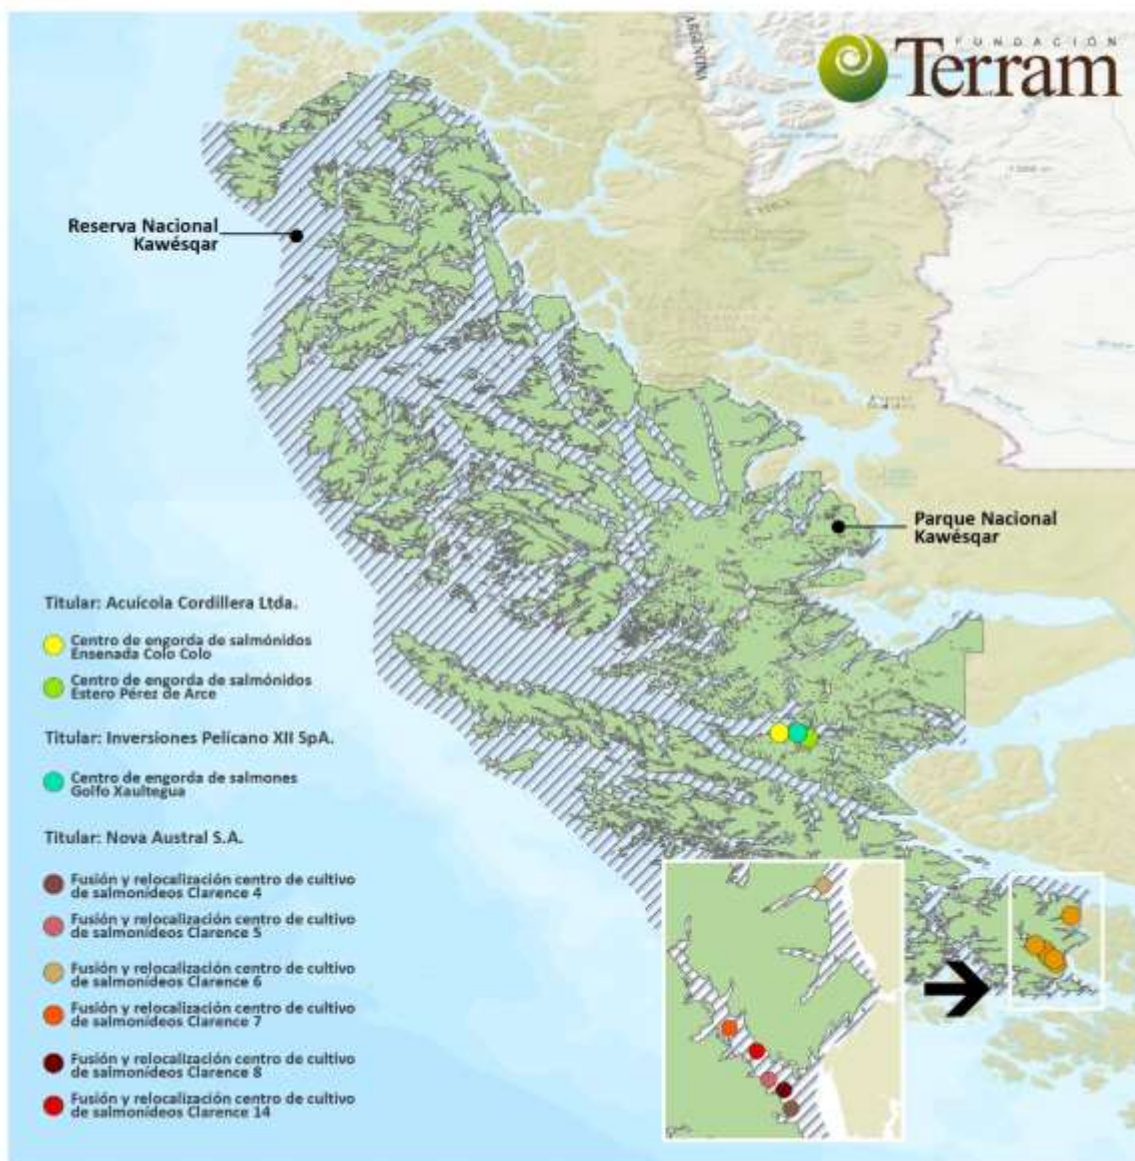 FUNDACIÓN
Terram
ARGENTINA
Reserva Nacional
Kawésqar
Parque Nacional
Kawésqar
Titular: Acuícola Cordillera Ltda.
Centro de engorda de salmónidos
Ensenada Colo Colo
Centro de engorda de salmónidos
Estero Pérez de Arce
Titular: Inversiones Pelícano XII SpA.
Centro de engorda de salmones
Golfo Xaultegua
Titular: Nova Austral S.A.
Fusión y relocalización centro de cultivo
de salmonídeos Clarence 4
Fusión y relocalización centro de cultivo
de salmonídeos Clarence 5
Fusión y relocalización centro de cultivo
de salmonídeos Clarence 6
Fusión y relocalización centro de cultivo
de salmonídeos Clarence 7
Fusión y relocalización centro de cultivo
de salmonídeos Clarence 8
Fusión y relocalización centro de cultivo
de salmonídeos Clarence 14